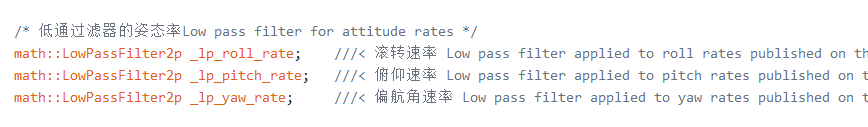 /* 低通过滤器的姿态率Low pass filter for attitude rates */
math::LowPassFilter2p _lp_roll_rate; ///< 滚转速率 Low pass filter applied to roll rates published on th
math::LowPassFilter2p _lp_pitch_rate; ///< 俯仰速率 Low pass filter applied to pitch rates published on t
math::LowPassFilter2p _lp_yaw_rate; ///< 偏航角速率 Low pass filter applied to yaw rates published on t